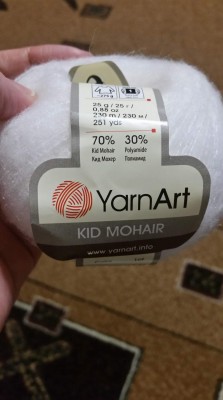 25 g / 25 г /
0,88 oz
230 m / 230 м /
251 yds
70% 30%
Kid Mohair Polyamide
Кид Мохер Полиамид
YarnArt
KID MOHAIR
www.yarnart.info